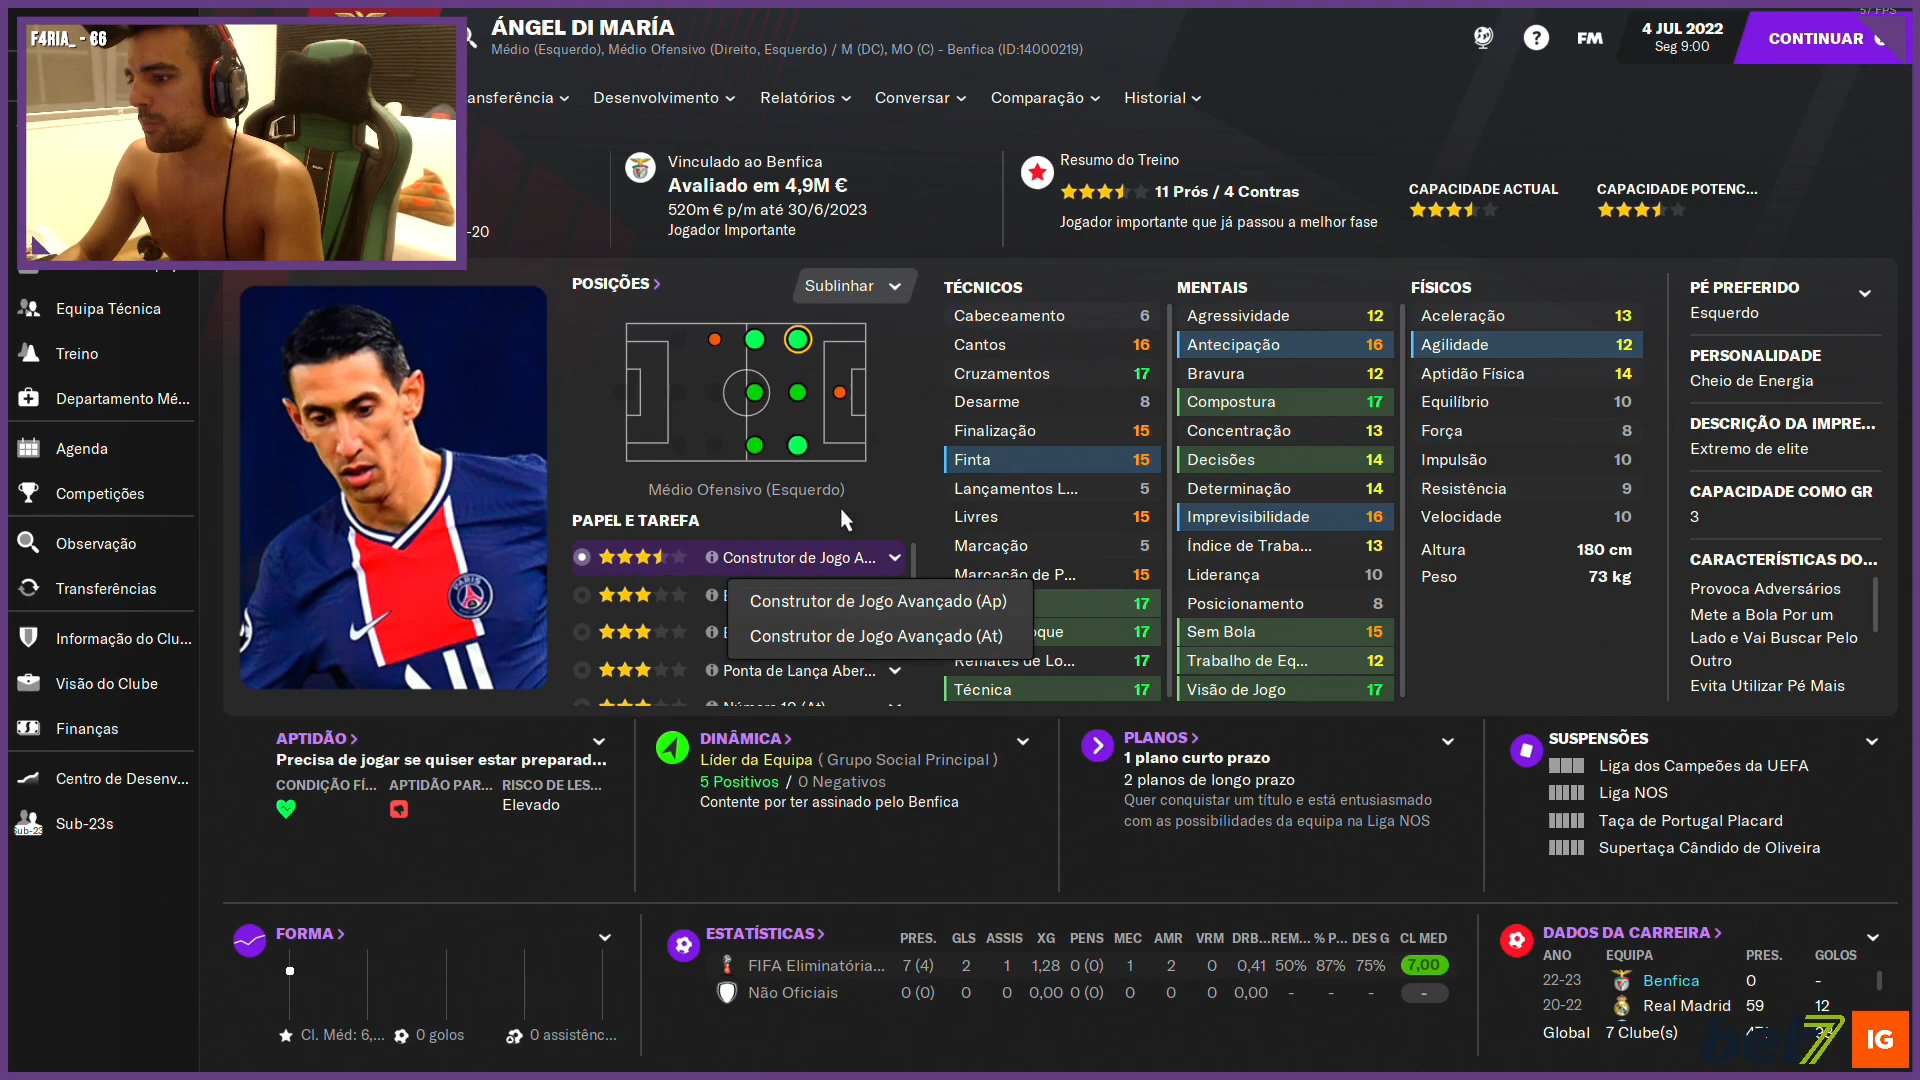 F4RIA_ - 86
ÁNGEL DI MARÍA
Médio (Esquerdo), Médio Ofensivo (Direito, Esquerdo) / M (DC), MO (C) - Benfica (ID:14000219)
57 FPS
4 JUL 2022
Seg 9:00
FM
CONTINUAR
ansferência
Desenvolvimento
Relatórios
Conversar
Comparação
Historial
-20
Vinculado ao Benfica
Avaliado em 4,9M €
520m € p/m até 30/6/2023
Jogador Importante
Resumo do Treino
11 Prós / 4 Contras
Jogador importante que já passou a melhor fase
CAPACIDADE ACTUAL
CAPACIDADE POTENC...
Equipa Técnica
Treino
Departamento Mé...
Agenda
Competições
Observação
Transferências
Informação do Clu...
Visão do Clube
Finanças
Centro de Desenv...
Sub-23
Sub-23s
POSIÇÕES
Sublinhar
Médio Ofensivo (Esquerdo)
PAPEL E TAREFA
Construtor de Jogo A...
Construtor de Jogo Avançado (Ap)
Construtor de Jogo Avançado (At)
Ponta de Lança Aber...
Número 10 (At)
TÉCNICOS
Cabeceamento 6
Cantos 16
Cruzamentos 17
Desarme 8
Finalização 15
Finta 15
Lançamentos L... 5
Livres 15
Marcação 5
Marcação de P... 15
17
oque 17
Remates de Lo... 17
Técnica 17
MENTAIS
Agressividade 12
Antecipação 16
Bravura 12
Compostura 17
Concentração 13
Decisões 14
Determinação 14
Imprevisibilidade 16
Índice de Traba... 13
Liderança 10
Posicionamento 8
Sem Bola 15
Trabalho de Eq... 12
Visão de Jogo 17
FÍSICOS
Aceleração 13
Agilidade 12
Aptidão Física 14
Equilíbrio 10
Força 8
Impulsão 10
Resistência 9
Velocidade 10
Altura 180 cm
Peso 73 kg
PÉ PREFERIDO
Esquerdo
PERSONALIDADE
Cheio de Energia
DESCRIÇÃO DA IMPRE...
Extremo de elite
CAPACIDADE COMO GR
3
CARACTERÍSTICAS DO...
Provoca Adversários
Mete a Bola Por um
Lado e Vai Buscar Pelo
Outro
Evita Utilizar Pé Mais
APTIDÃO
Precisa de jogar se quiser estar preparad...
CONDIÇÃO FÍ... APTIDÃO PAR... RISCO DE LES...
Elevado
DINÂMICA
Líder da Equipa ( Grupo Social Principal )
5 Positivos / 0 Negativos
Contente por ter assinado pelo Benfica
PLANOS
1 plano curto prazo
2 planos de longo prazo
Quer conquistar um título e está entusiasmado
com as possibilidades da equipa na Liga NOS
SUSPENSÕES
Liga dos Campeões da UEFA
Liga NOS
Taça de Portugal Placard
Supertaça Cândido de Oliveira
FORMA
Cl. Méd: 6,... 0 golos 0 assistênc...
ESTATÍSTICAS
PRES. GLS ASSIS XG PENS MEC AMR VRM DRB... REM... % P... DES G CL MED
FIFA Eliminatória... 7 (4) 2 1 1,28 0 (0) 1 2 0 0,41 50% 87% 75% 7,00
Não Oficiais 0 (0) 0 0 0,00 0 (0) 0 0 0 0,00 - - - -
DADOS DA CARREIRA
ANO EQUIPA PRES. GOLOS
22-23 Benfica 0 -
20-22 Real Madrid 59 12
Global 7 Clube(s)
bet7
IG